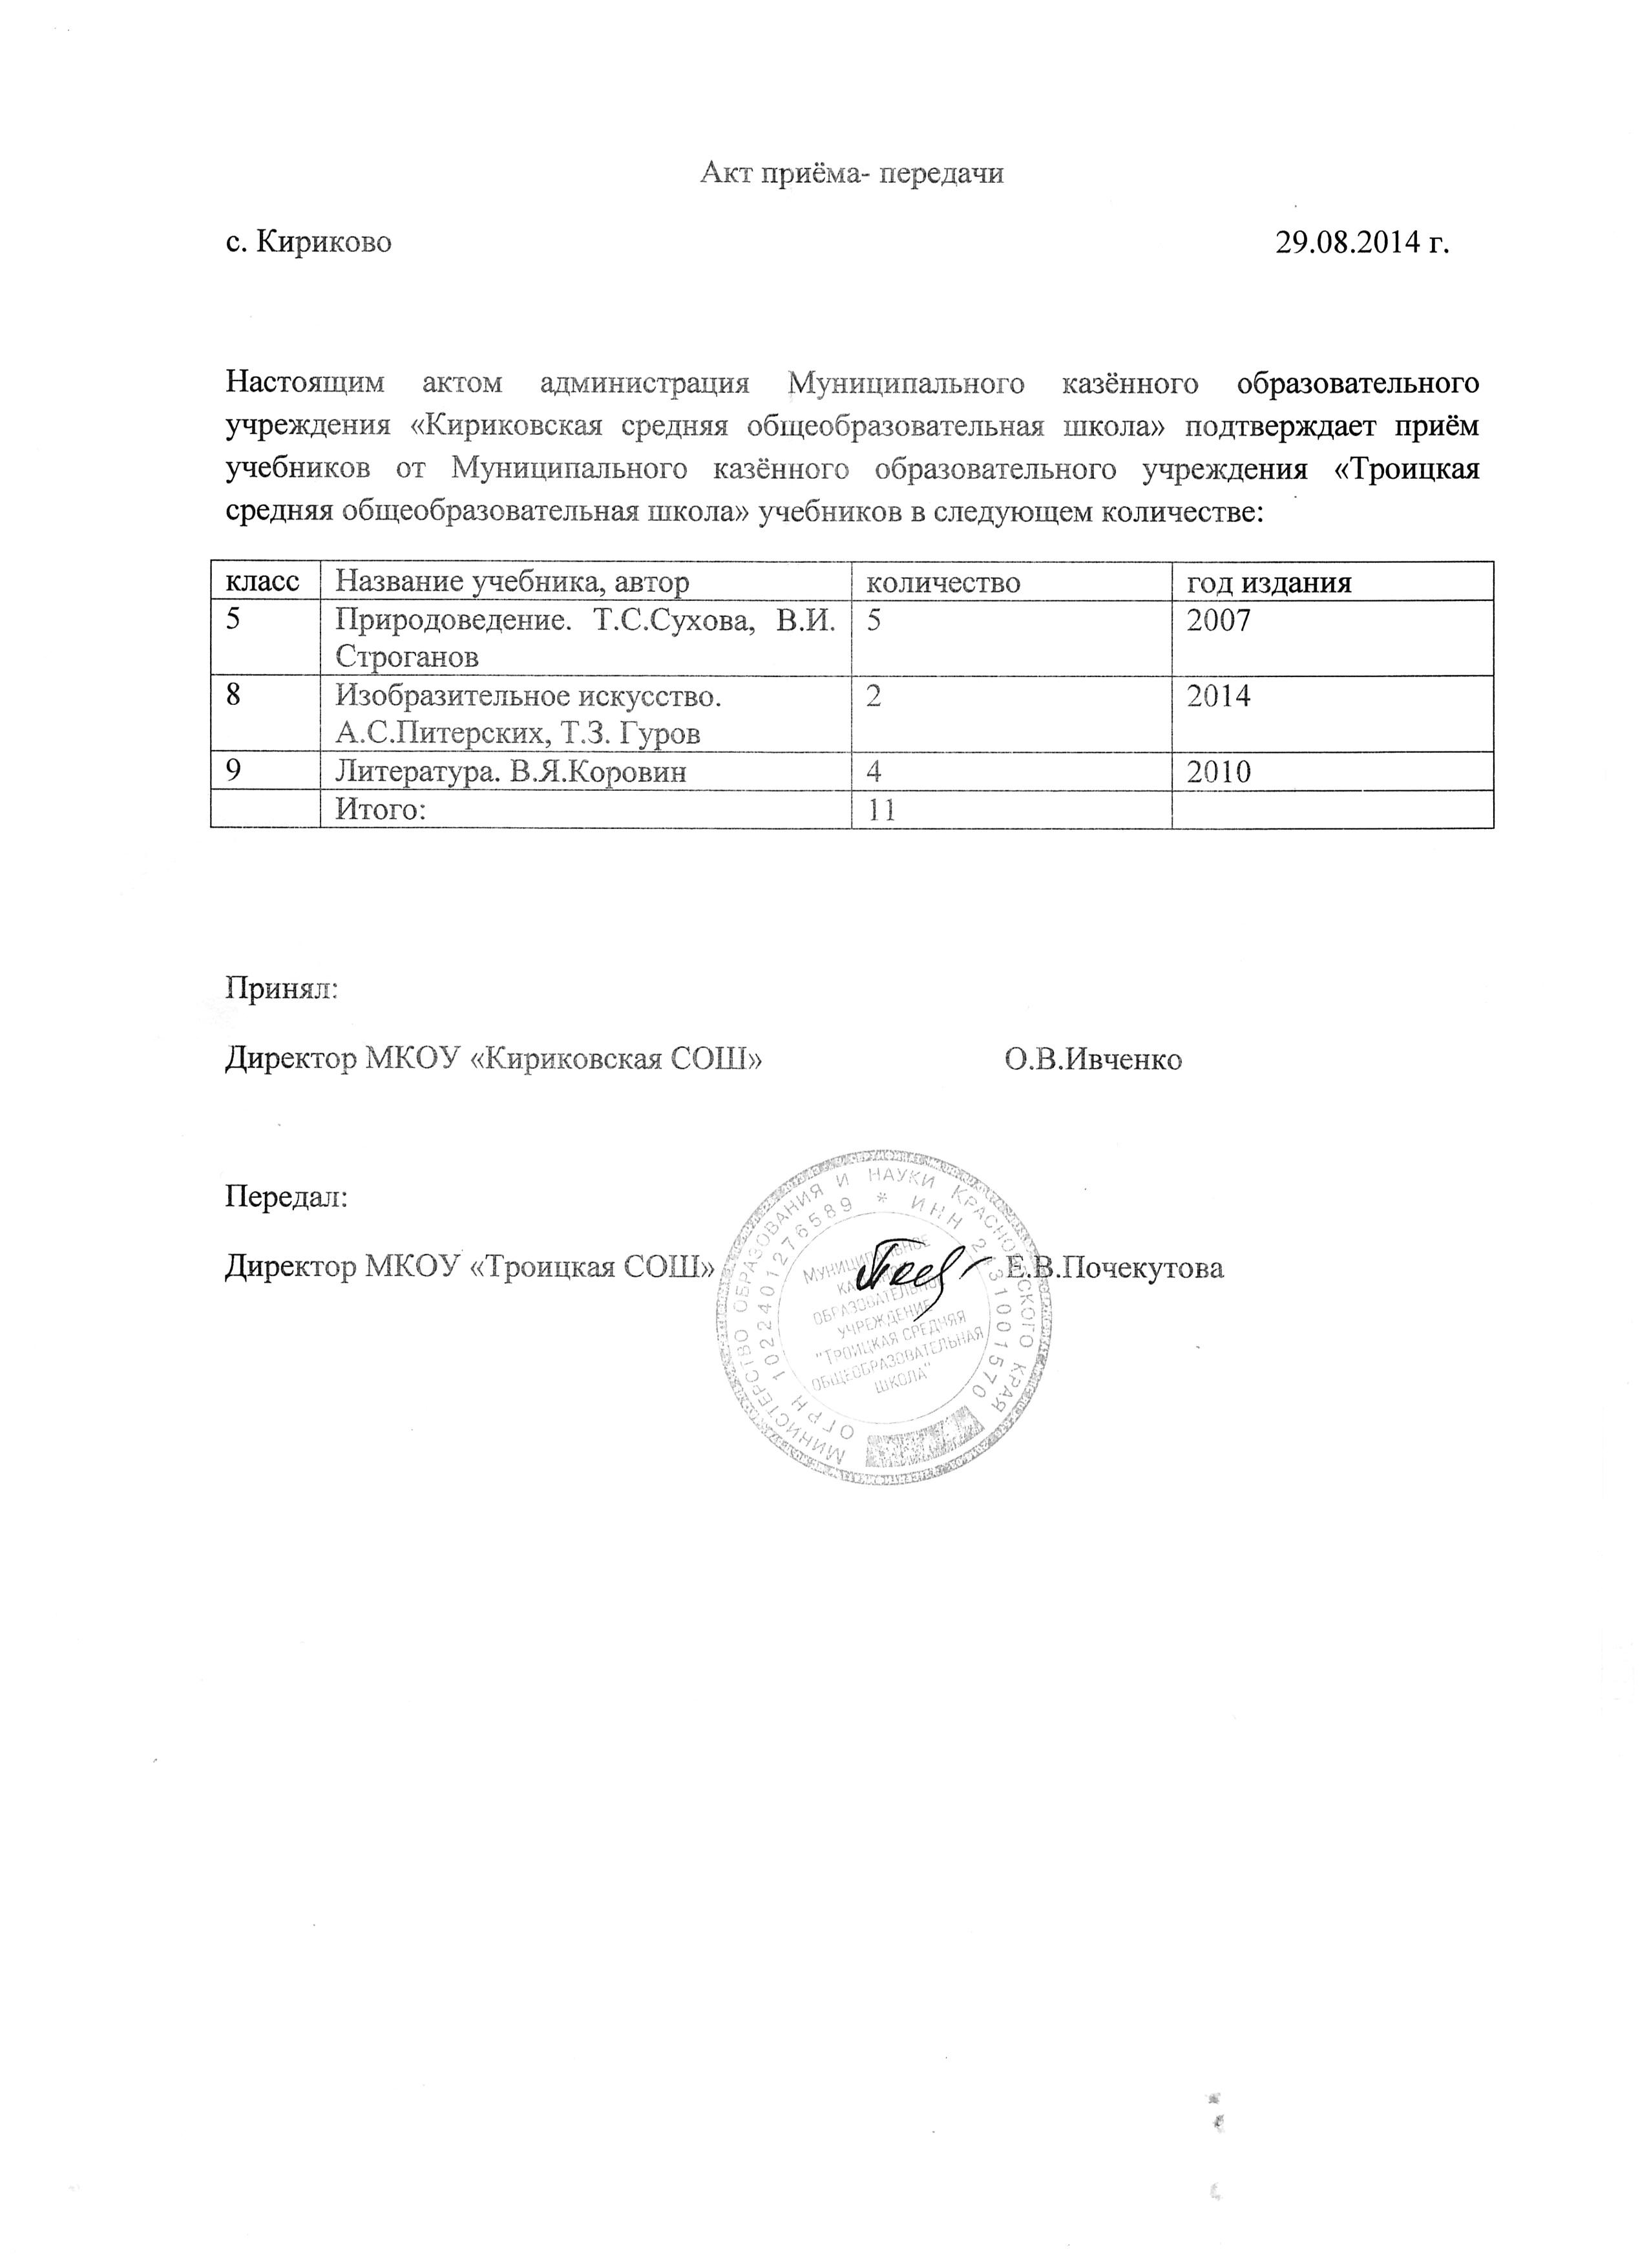 Акт приёма- передачи
с. Кириково 29.08.2014 г.
Настоящим актом администрация Муниципального казённого образовательного
учреждения «Кириковская средняя общеобразовательная школа» подтверждает приём
учебников от Муниципального казённого образовательного учреждения «Троицкая
средняя общеобразовательная школа» учебников в следующем количестве:
класс Название учебника, автор количество год издания
5 Природоведение. Т.С.Сухова, В.И. 5 2007
Строганов
8 Изобразительное искусство. 2 2014
А.С.Питерских, Т.З. Гуров
9 Литература. В.Я.Коровин 4 2010
Итого: 11
Принял:
Директор МКОУ «Кириковская СОШ» О.В.Ивченко
Передал:
Директор МКОУ «Троицкая СОШ» Е.В.Почекутова
МИНИСТЕРСТВО ОБРАЗОВАНИЯ И НАУКИ КРАСНОЯРСКОГО КРАЯ
ОГРН 1022401276589 * ИНН
МУНИЦИПАЛЬНОЕ
ОБРАЗОВАТЕЛЬНОЕ
УЧРЕЖДЕНИЕ
"ТРОИЦКАЯ СРЕДНЯЯ
ОБЩЕОБРАЗОВАТЕЛЬНАЯ
ШКОЛА"